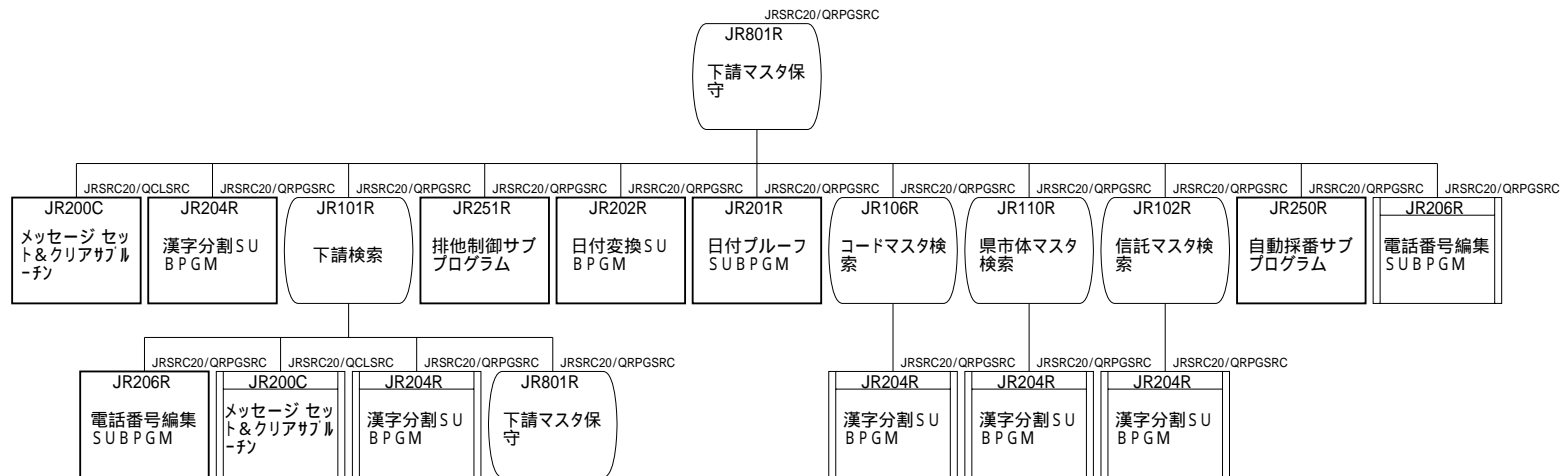 JRSRC20/QRPGSRC
JR801R
下請マスタ保
守
JRSRC20/QCLSRC
JR200C
メッセージ セッ
ト＆クリアサブル
ーチン
JRSRC20/QRPGSRC
JR204R
漢字分割ＳＵ
ＢＰＧＭ
JRSRC20/QRPGSRC
JR101R
下請検索
JRSRC20/QRPGSRC
JR251R
排他制御サブ
プログラム
JRSRC20/QRPGSRC
JR202R
日付変換ＳＵ
ＢＰＧＭ
JRSRC20/QRPGSRC
JR201R
日付プルーフ
ＳＵＢＰＧＭ
JRSRC20/QRPGSRC
JR106R
コードマスタ検
索
JRSRC20/QRPGSRC
JR110R
県市体マスタ
検索
JRSRC20/QRPGSRC
JR102R
信託マスタ検
索
JRSRC20/QRPGSRC
JR250R
自動採番サブ
プログラム
JRSRC20/QRPGSRC
JR206R
電話番号編集
ＳＵＢＰＧＭ
JRSRC20/QRPGSRC
JR206R
電話番号編集
ＳＵＢＰＧＭ
JRSRC20/QCLSRC
JR200C
メッセージ セッ
ト＆クリアサブル
ーチン
JRSRC20/QRPGSRC
JR204R
漢字分割ＳＵ
ＢＰＧＭ
JRSRC20/QRPGSRC
JR801R
下請マスタ保
守
JRSRC20/QRPGSRC
JR204R
漢字分割ＳＵ
ＢＰＧＭ
JRSRC20/QRPGSRC
JR204R
漢字分割ＳＵ
ＢＰＧＭ
JRSRC20/QRPGSRC
JR204R
漢字分割ＳＵ
ＢＰＧＭ